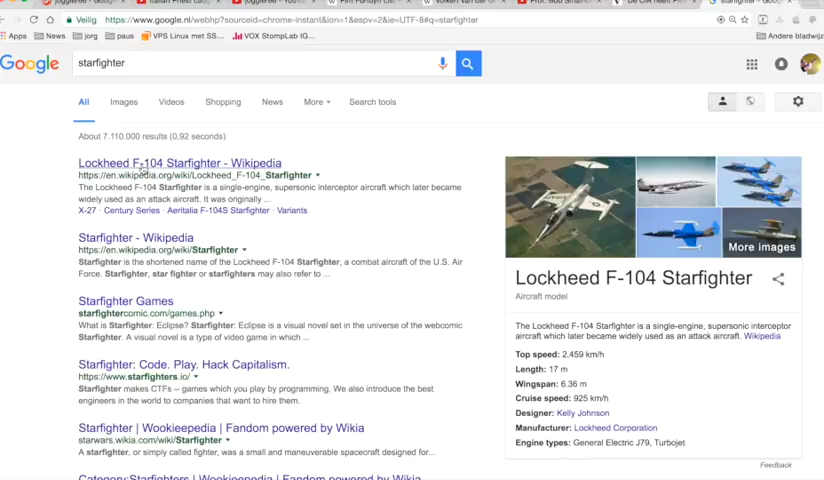 Veilig https://www.google.nl/webhp?sourceid=chrome-instant&ion=1&espv=2&ie=UTF-8#q=starfighter
Apps News jorg paus VPS Linux met SS... VOX StompLab IG... Andere bladwij
Google starfighter
All Images Videos Shopping News More Search tools
About 7.110.000 results (0,92 seconds)
Lockheed F-104 Starfighter - Wikipedia
https://en.wikipedia.org/wiki/Lockheed_F-104_Starfighter
The Lockheed F-104 Starfighter is a single-engine, supersonic interceptor aircraft which later became
widely used as an attack aircraft. It was originally ...
X-27 · Century Series · Aeritalia F-104S Starfighter · Variants
Starfighter - Wikipedia
https://en.wikipedia.org/wiki/Starfighter
Starfighter is the shortened name of the Lockheed F-104 Starfighter, a combat aircraft of the U.S. Air
Force. Starfighter, star fighter or starfighters may also refer to ...
Starfighter Games
starfightercomic.com/games.php
What is Starfighter: Eclipse? Starfighter: Eclipse is a visual novel set in the universe of the webcomic
Starfighter. A visual novel is a type of video game in which ...
Starfighter: Code. Play. Hack Capitalism.
https://www.starfighters.io/
Starfighter makes CTFs – games which you play by programming. We also introduce the best
engineers in the world to companies that want to hire them.
Starfighter | Wookieepedia | Fandom powered by Wikia
starwars.wikia.com/wiki/Starfighter
A starfighter, or simply called fighter, was a small and maneuverable spacecraft designed for...
Category:Starfighters | Wookieepedia | Fandom powered by Wikia
More images
Lockheed F-104 Starfighter
Aircraft model
The Lockheed F-104 Starfighter is a single-engine, supersonic interceptor
aircraft which later became widely used as an attack aircraft. Wikipedia
Top speed: 2,459 km/h
Length: 17 m
Wingspan: 6.36 m
Cruise speed: 925 km/h
Designer: Kelly Johnson
Manufacturer: Lockheed Corporation
Engine types: General Electric J79, Turbojet
Feedback